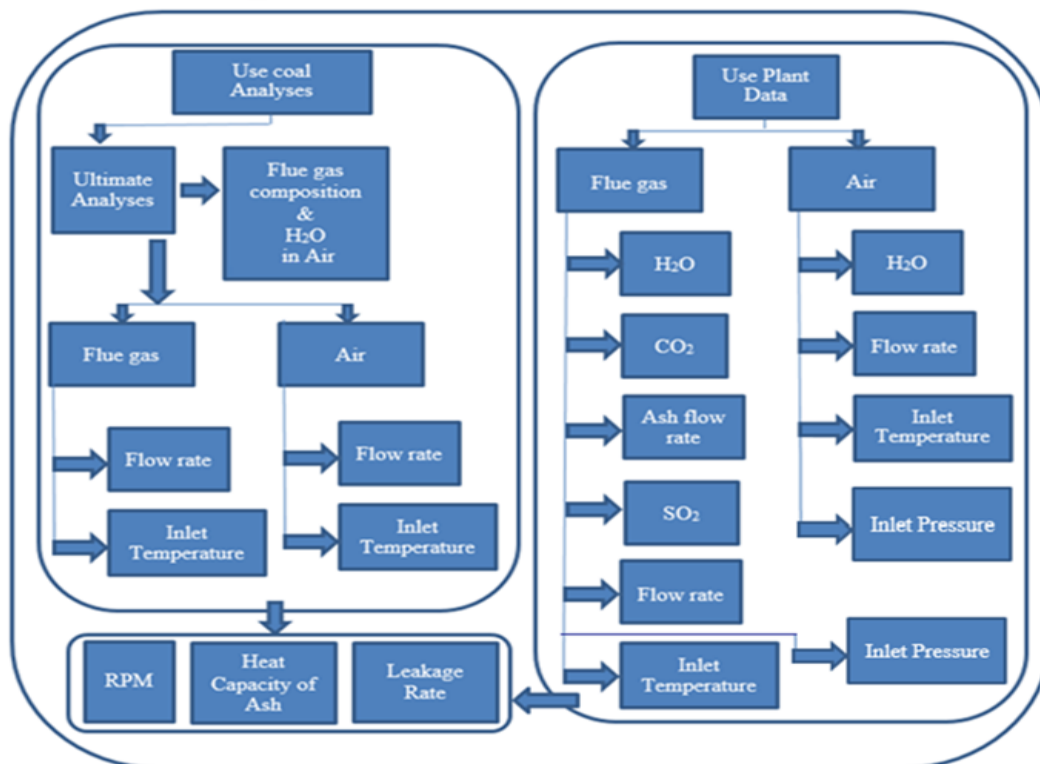 Use coal
Analyses
Ultimate
Analyses
Flue gas
composition
&
H₂O
in Air
Flue gas
Air
Flow rate
Flow rate
Inlet
Temperature
Inlet
Temperature
RPM
Heat
Capacity of
Ash
Leakage
Rate
Use Plant
Data
Flue gas
Air
H₂O
H₂O
CO₂
Flow rate
Ash flow
rate
Inlet
Temperature
SO₂
Inlet Pressure
Flow rate
Inlet Pressure
Inlet
Temperature